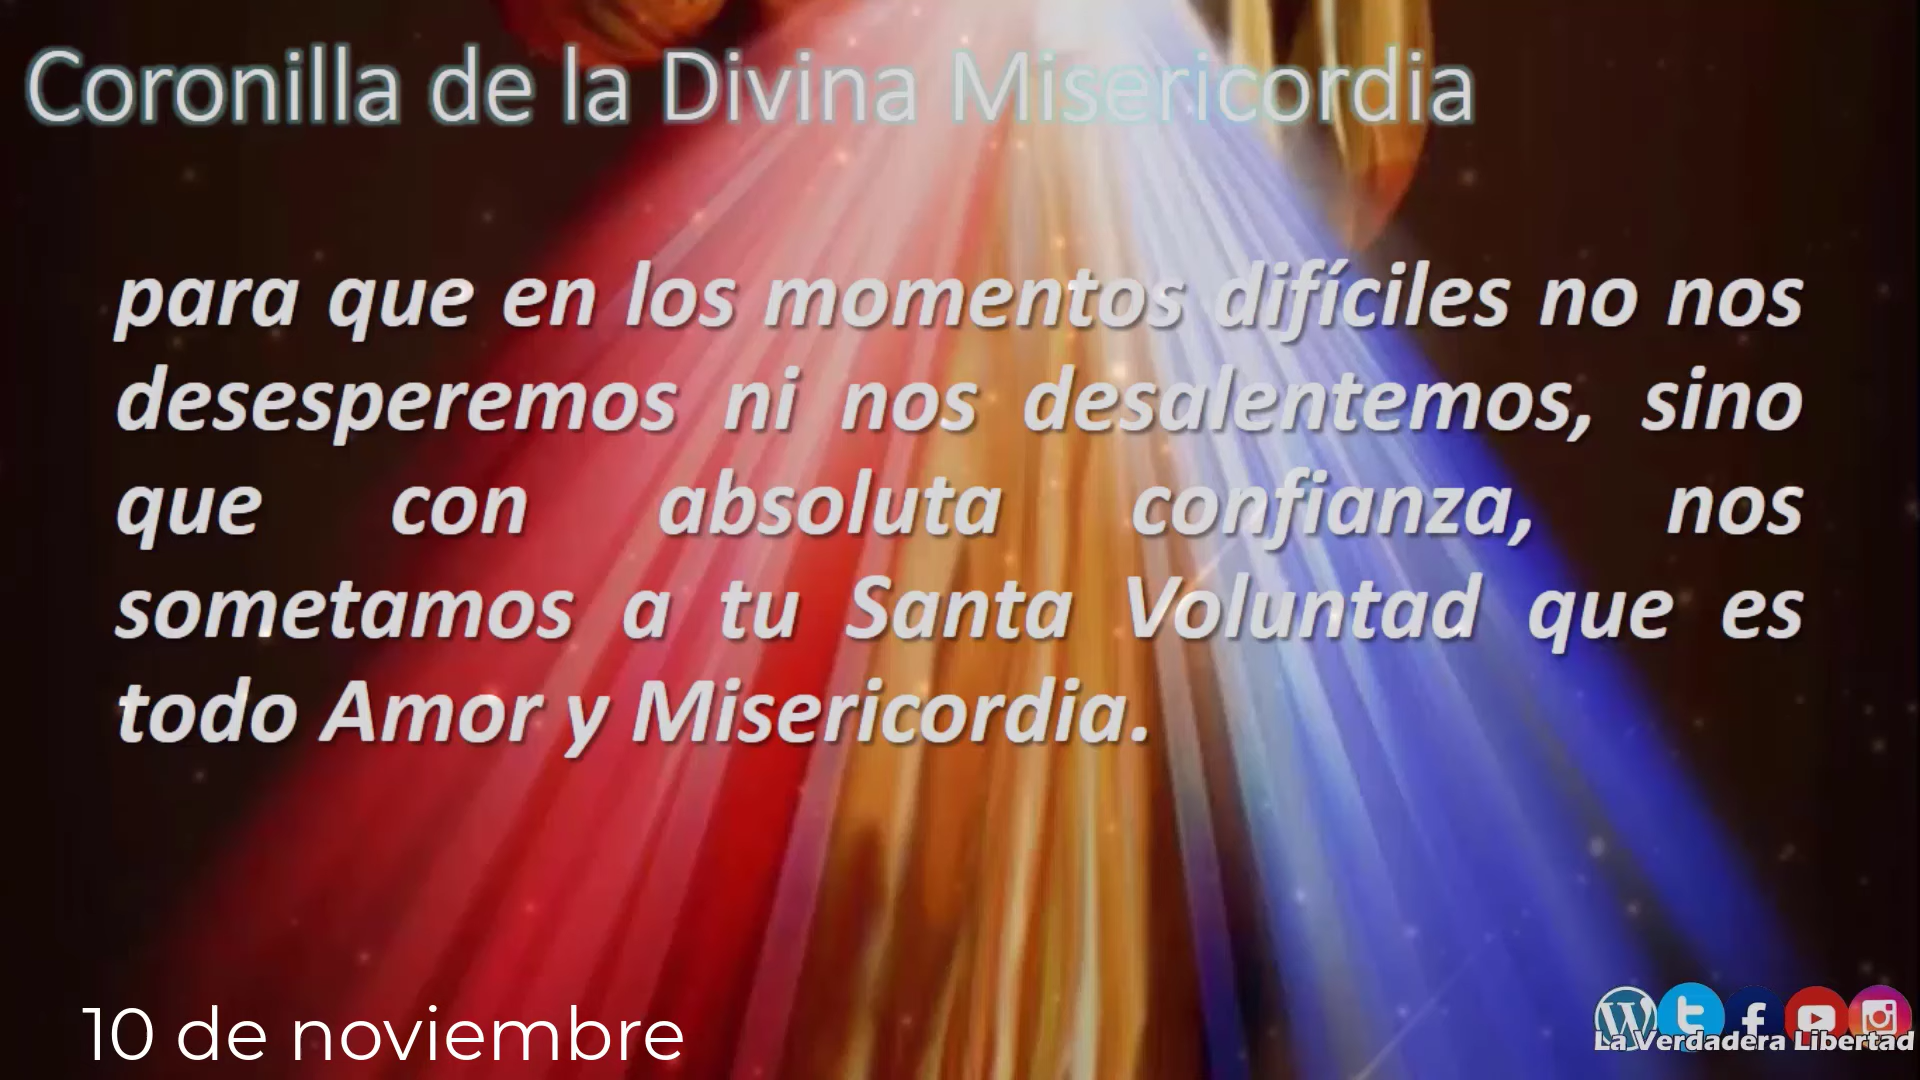 Coronilla de la Divina Misericordia
para que en los momentos difíciles no nos
desesperemos ni nos desalentemos, sino
que con absoluta confianza, nos
sometamos a tu Santa Voluntad que es
todo Amor y Misericordia.
10 de noviembre
La Verdadera Libertad